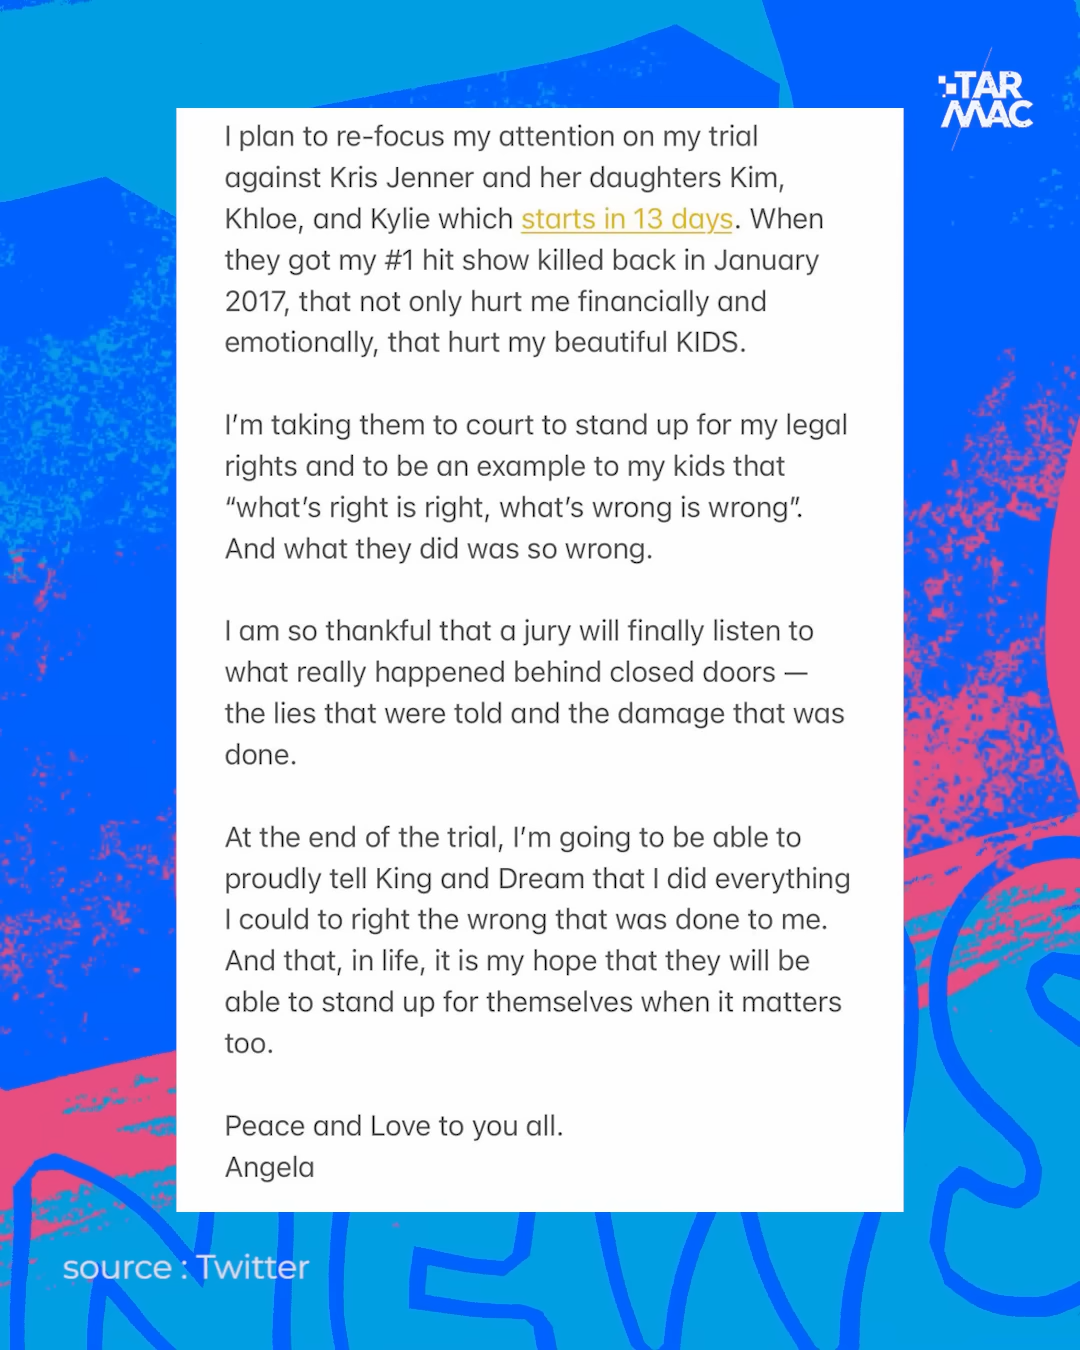 TAR
MAC
I plan to re-focus my attention on my trial
against Kris Jenner and her daughters Kim,
Khloe, and Kylie which starts in 13 days. When
they got my #1 hit show killed back in January
2017, that not only hurt me financially and
emotionally, that hurt my beautiful KIDS.
I’m taking them to court to stand up for my legal
rights and to be an example to my kids that
“what’s right is right, what’s wrong is wrong”.
And what they did was so wrong.
I am so thankful that a jury will finally listen to
what really happened behind closed doors —
the lies that were told and the damage that was
done.
At the end of the trial, I’m going to be able to
proudly tell King and Dream that I did everything
I could to right the wrong that was done to me.
And that, in life, it is my hope that they will be
able to stand up for themselves when it matters
too.
Peace and Love to you all.
Angela
NEWS
source : Twitter